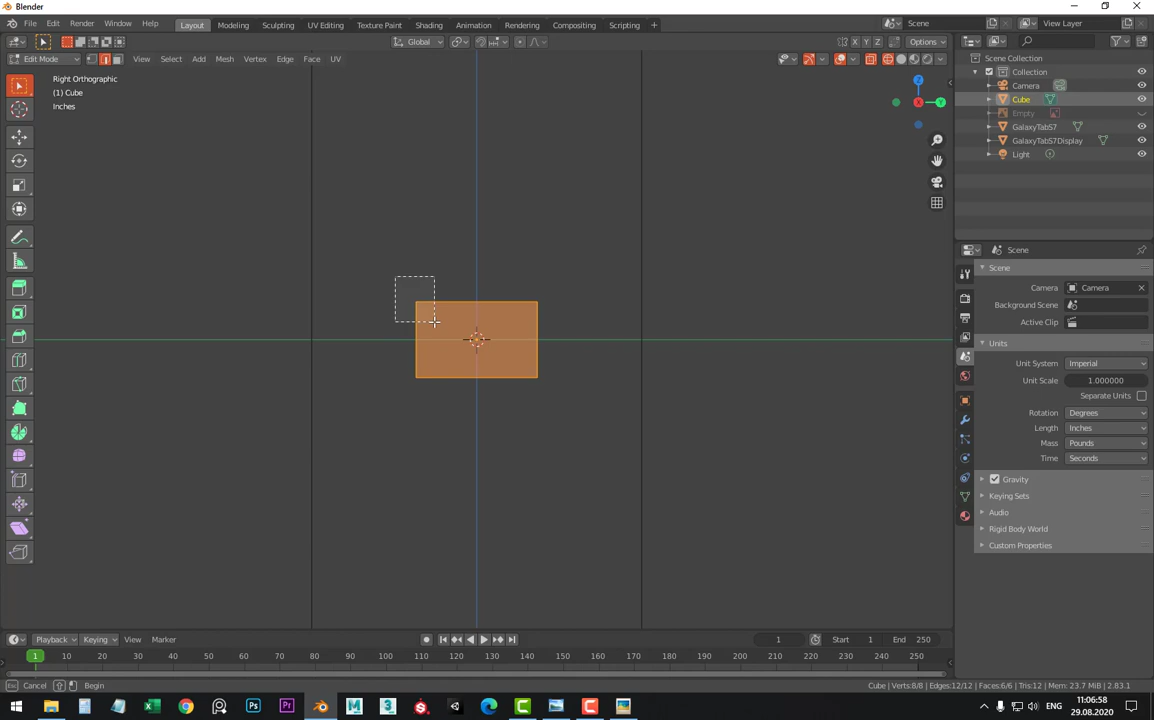 Blender
File Edit Render Window Help Layout Modeling Sculpting UV Editing Texture Paint Shading Animation Rendering Compositing Scripting + Scene View Layer
Global X Y Z Options
Edit Mode View Select Add Mesh Vertex Edge Face UV
Right Orthographic
(1) Cube
Inches
Z
X
Y
Scene Collection
Collection
Camera
Cube
Empty
GalaxyTabS7
GalaxyTabS7Display
Light
Scene
Scene
Camera Camera
Background Scene
Active Clip
Units
Unit System Imperial
Unit Scale 1.000000
Separate Units
Rotation Degrees
Length Inches
Mass Pounds
Time Seconds
Gravity
Keying Sets
Audio
Rigid Body World
Custom Properties
Playback Keying View Marker 1 Start 1 End 250
1 10 20 30 40 50 60 70 80 90 100 110 120 130 140 150 160 170 180 190 200 210 220 230 240 250
Esc Cancel Begin Cube | Verts:8/8 | Edges:12/12 | Faces:6/6 | Tris:12 | Mem: 23.7 MiB | 2.83.1
Ps Pr M 3 C C
ENG 11:06:58
29.08.2020